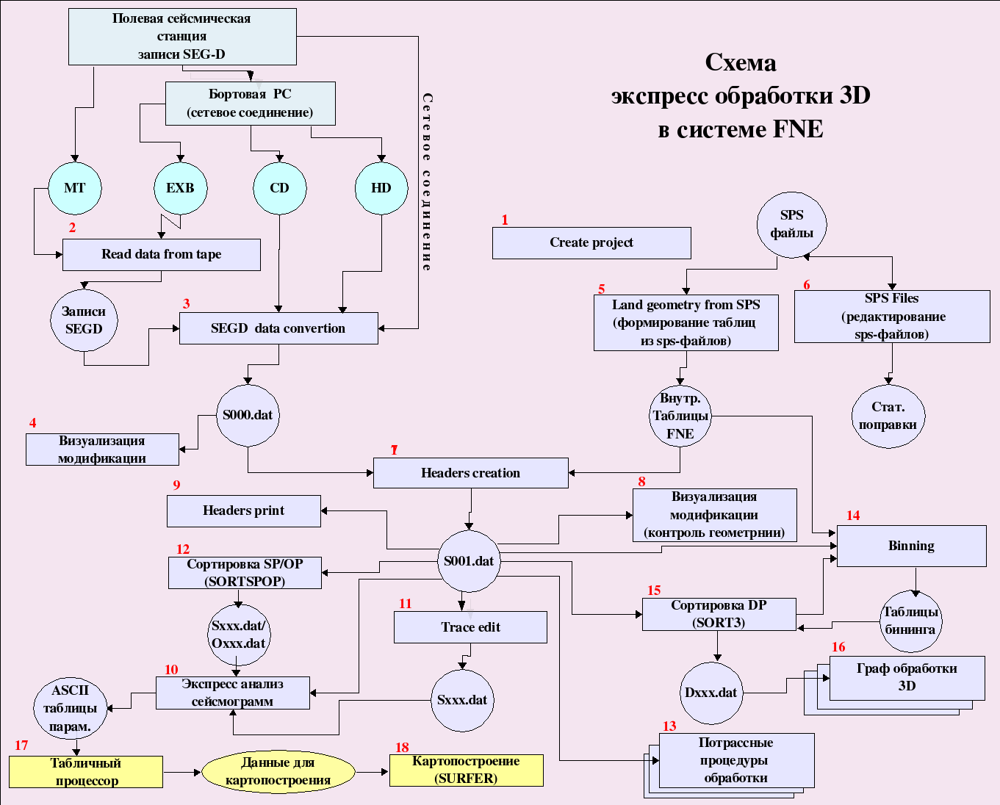 Полевая сейсмическая
станция
записи SEG-D
Схема
экспресс обработки 3D
в системе FNE
Бортовая PC
(сетевое соединение)
Сетевое соединение
MT
EXB
CD
HD
SPS
файлы
1
Create project
2
Read data from tape
Записи
SEGD
3
SEGD data convertion
5
Land geometry from SPS
(формирование таблиц
из sps-файлов)
6
SPS Files
(редактирование
sps-файлов)
S000.dat
Внутр.
Таблицы
FNE
Стат.
поправки
4
Визуализация
модификации
7
Headers creation
9
Headers print
8
Визуализация
модификации
(контроль геометрнии)
14
Binning
12
Сортировка SP/OP
(SORTSPOP)
S001.dat
15
Сортировка DP
(SORT3)
Таблицы
бининга
11
Trace edit
Sxxx.dat/
Oxxx.dat
16
Граф обработки
3D
10
Экспресс анализ
сейсмограмм
Sxxx.dat
Dxxx.dat
ASCII
таблицы
парам.
13
Потрассные
процедуры
обработки
17
Табличный
процессор
Данные для
картопостроения
18
Картопостроение
(SURFER)